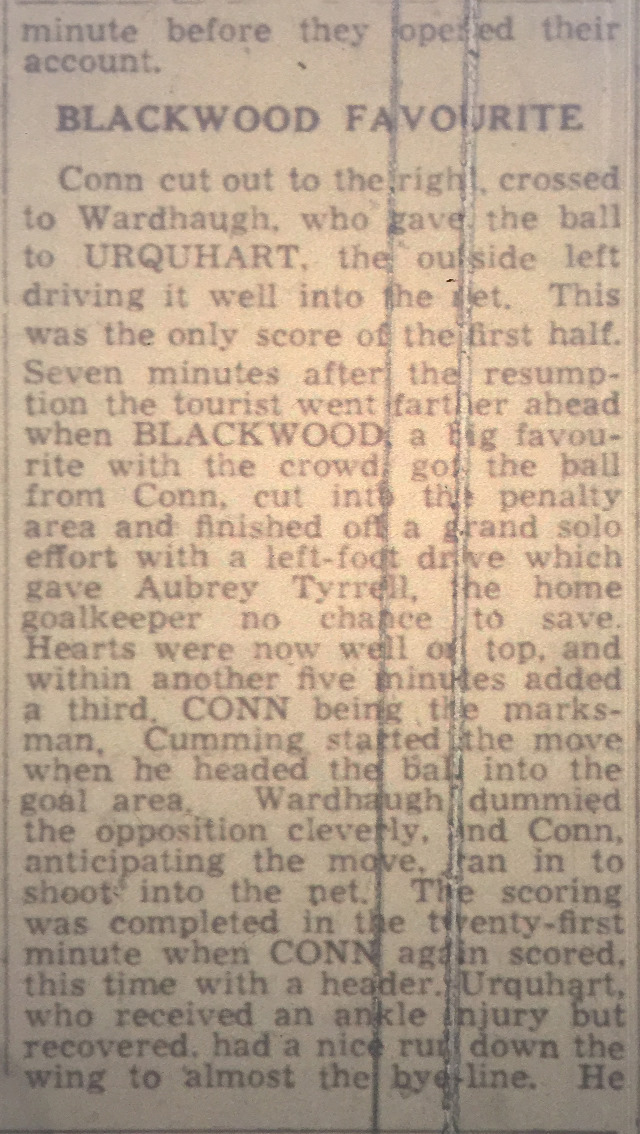 minute before they opened their
account.
BLACKWOOD FAVOURITE
Conn cut out to the right, crossed
to Wardhaugh, who gave the ball
to URQUHART, the outside left
driving it well into the net. This
was the only score of the first half.
Seven minutes after the resump-
tion the tourist went farther ahead
when BLACKWOOD, a big favou-
rite with the crowd, got the ball
from Conn, cut into the penalty
area and finished off a grand solo
effort with a left-foot drive which
gave Aubrey Tyrrell, the home
goalkeeper no chance to save.
Hearts were now well on top, and
within another five minutes added
a third, CONN being the marks-
man, Cumming started the move
when he headed the ball into the
goal area. Wardhaugh dummied
the opposition cleverly, and Conn,
anticipating the move, ran in to
shoot into the net. The scoring
was completed in the twenty-first
minute when CONN again scored,
this time with a header. Urquhart,
who received an ankle injury but
recovered, had a nice run down the
wing to almost the bye-line. He